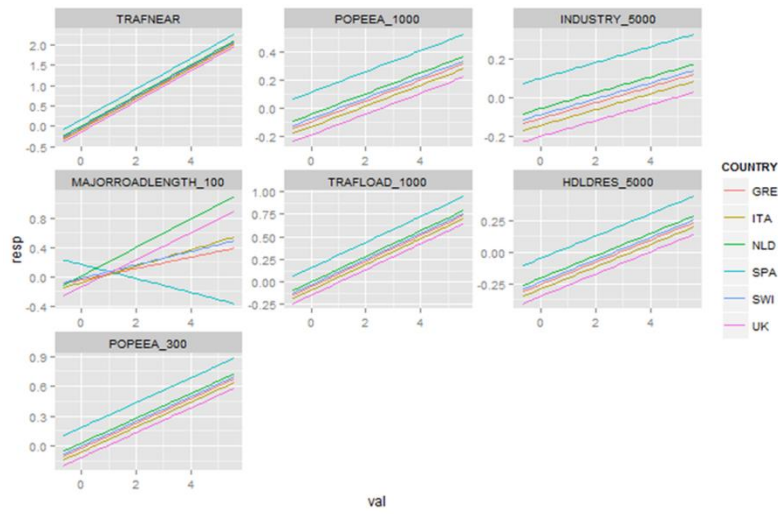 TRAFNEAR POPEEA_1000 INDUSTRY_5000
2.0
1.5
1.0
0.5
0.0
-0.5
0.4
0.2
0.0
-0.2
0.2
0.0
-0.2
0 2 4
0 2 4
0 2 4
MAJORROADLENGTH_100 TRAFLOAD_1000 HDLDRES_5000
0.8
0.4
0.0
-0.4
1.00
0.75
0.50
0.25
0.00
-0.25
0.25
0.00
-0.25
0 2 4
0 2 4
0 2 4
POPEEA_300
0.9
0.6
0.3
0.0
0 2 4
resp
val
COUNTRY
GRE
ITA
NLD
SPA
SWI
UK